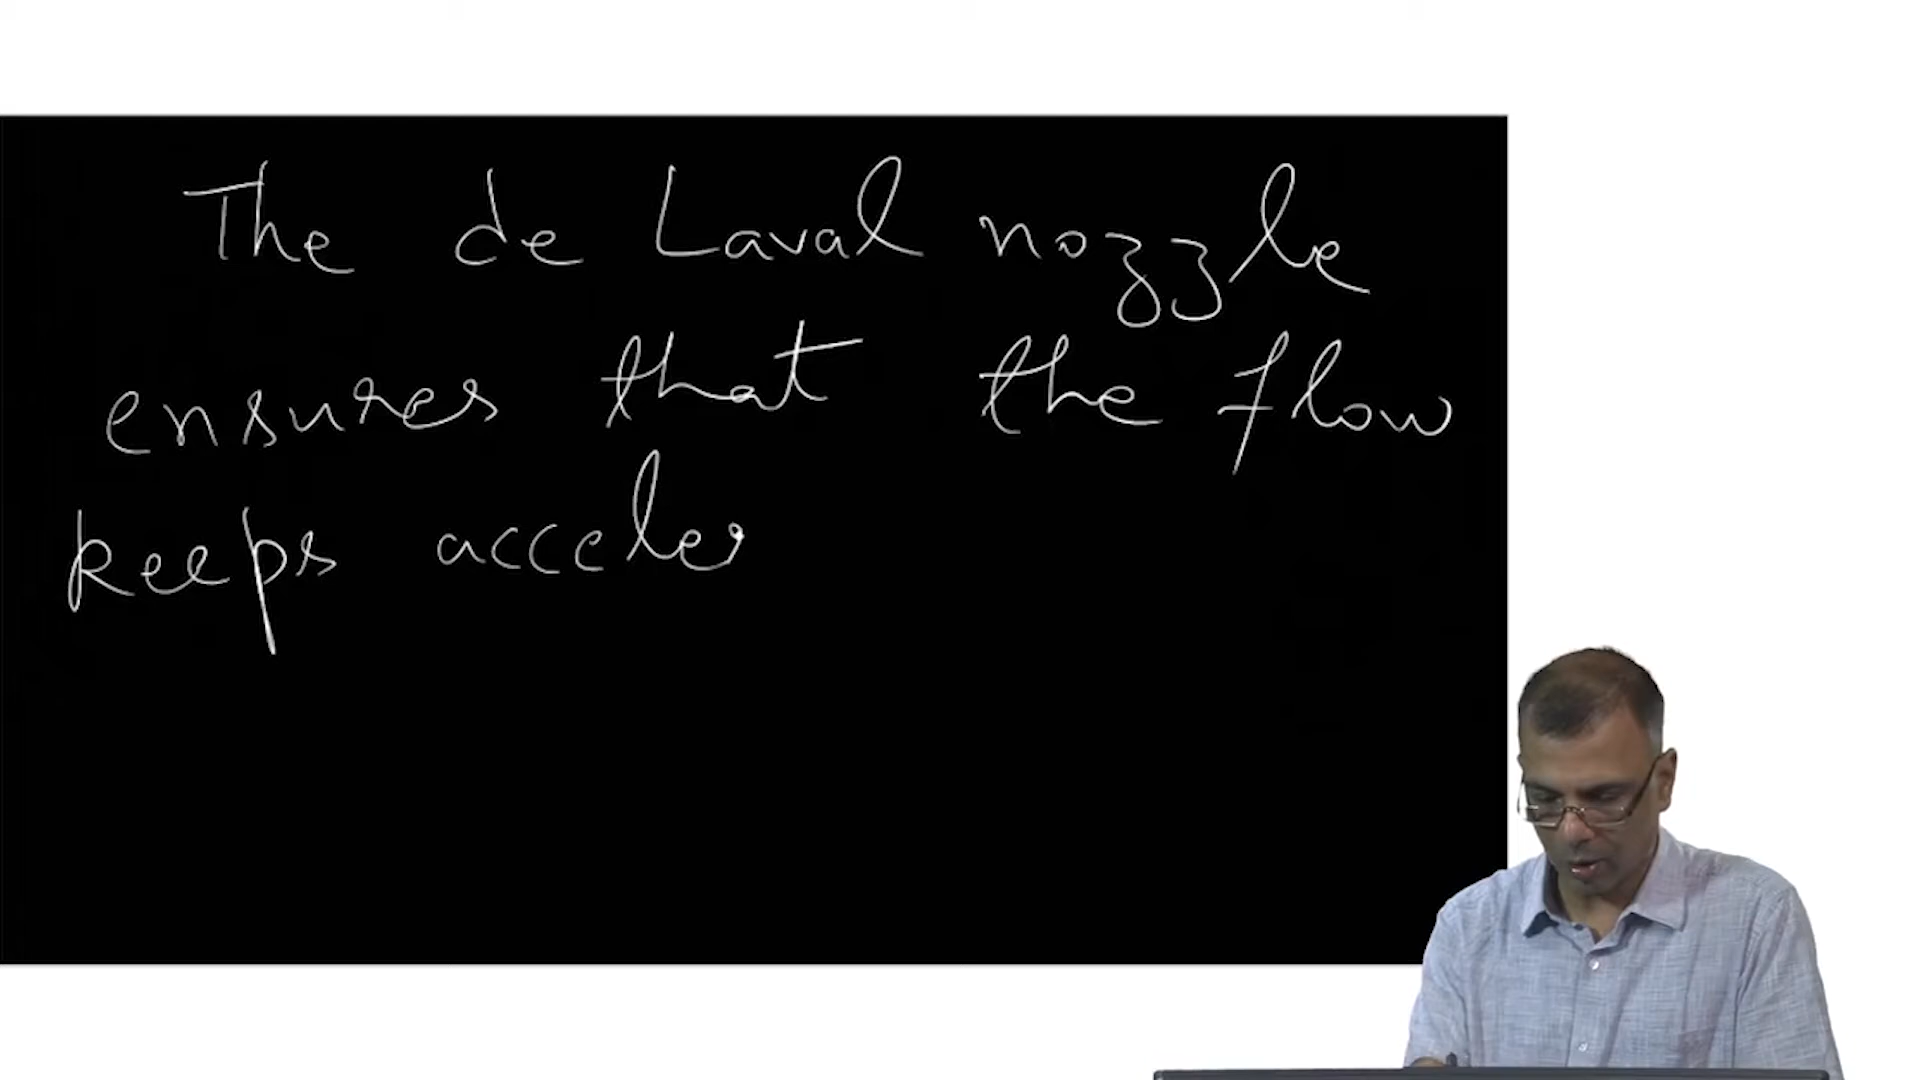 The de Laval nozzle
ensures that the flow
keeps acceler